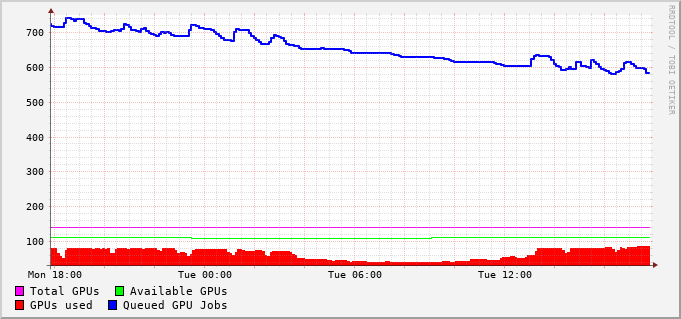 700
600
500
400
300
200
100
Mon 18:00 Tue 00:00 Tue 06:00 Tue 12:00
Total GPUs Available GPUs
GPUs used Queued GPU Jobs
RRDTOOL / TOBI OETIKER